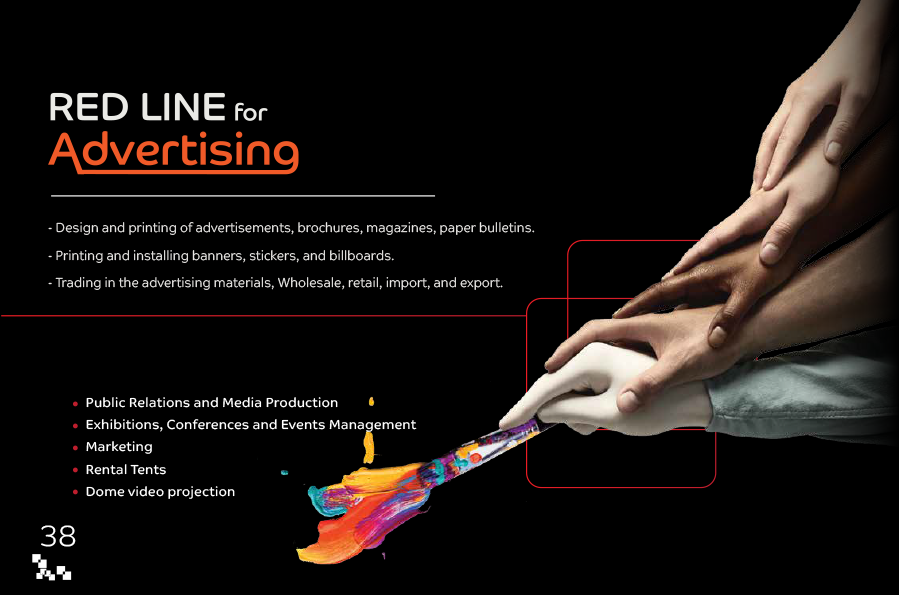 RED LINE for
Advertising
- Design and printing of advertisements, brochures, magazines, paper bulletins.
- Printing and installing banners, stickers, and billboards.
- Trading in the advertising materials, Wholesale, retail, import, and export.
• Public Relations and Media Production
• Exhibitions, Conferences and Events Management
• Marketing
• Rental Tents
• Dome video projection
38